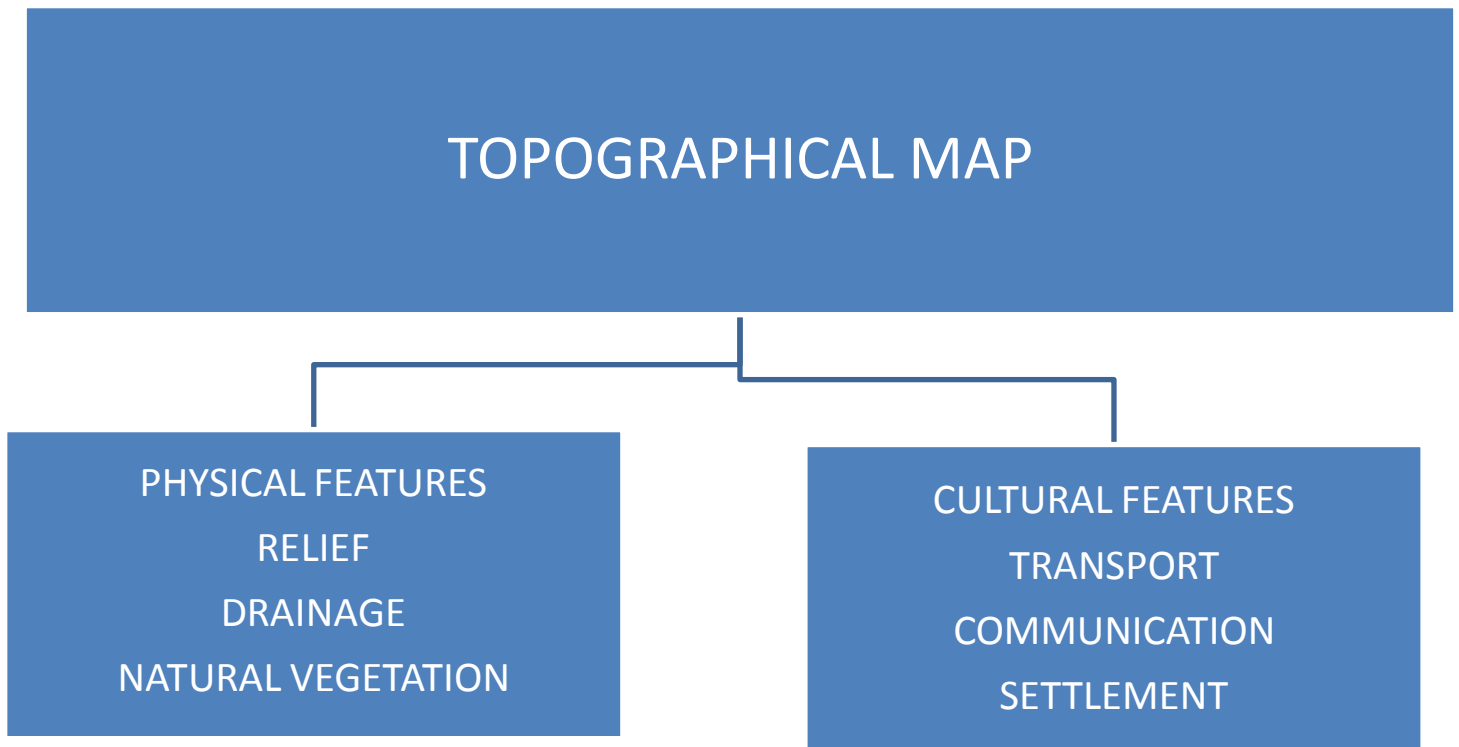 TOPOGRAPHICAL MAP
PHYSICAL FEATURES
RELIEF
DRAINAGE
NATURAL VEGETATION
CULTURAL FEATURES
TRANSPORT
COMMUNICATION
SETTLEMENT